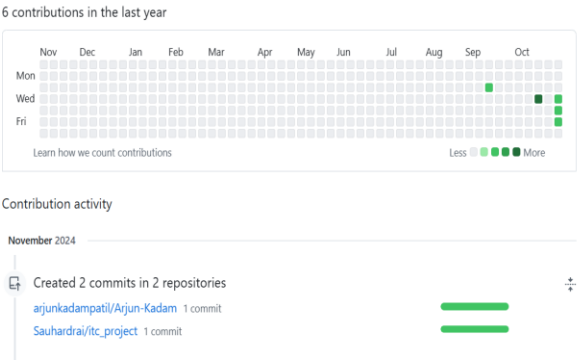 6 contributions in the last year
Nov Dec Jan Feb Mar Apr May Jun Jul Aug Sep Oct
Mon
Wed
Fri
Learn how we count contributions Less More
Contribution activity
November 2024
Created 2 commits in 2 repositories
arjunkadampatil/Arjun-Kadam 1 commit
Sauhardrai/itc_project 1 commit